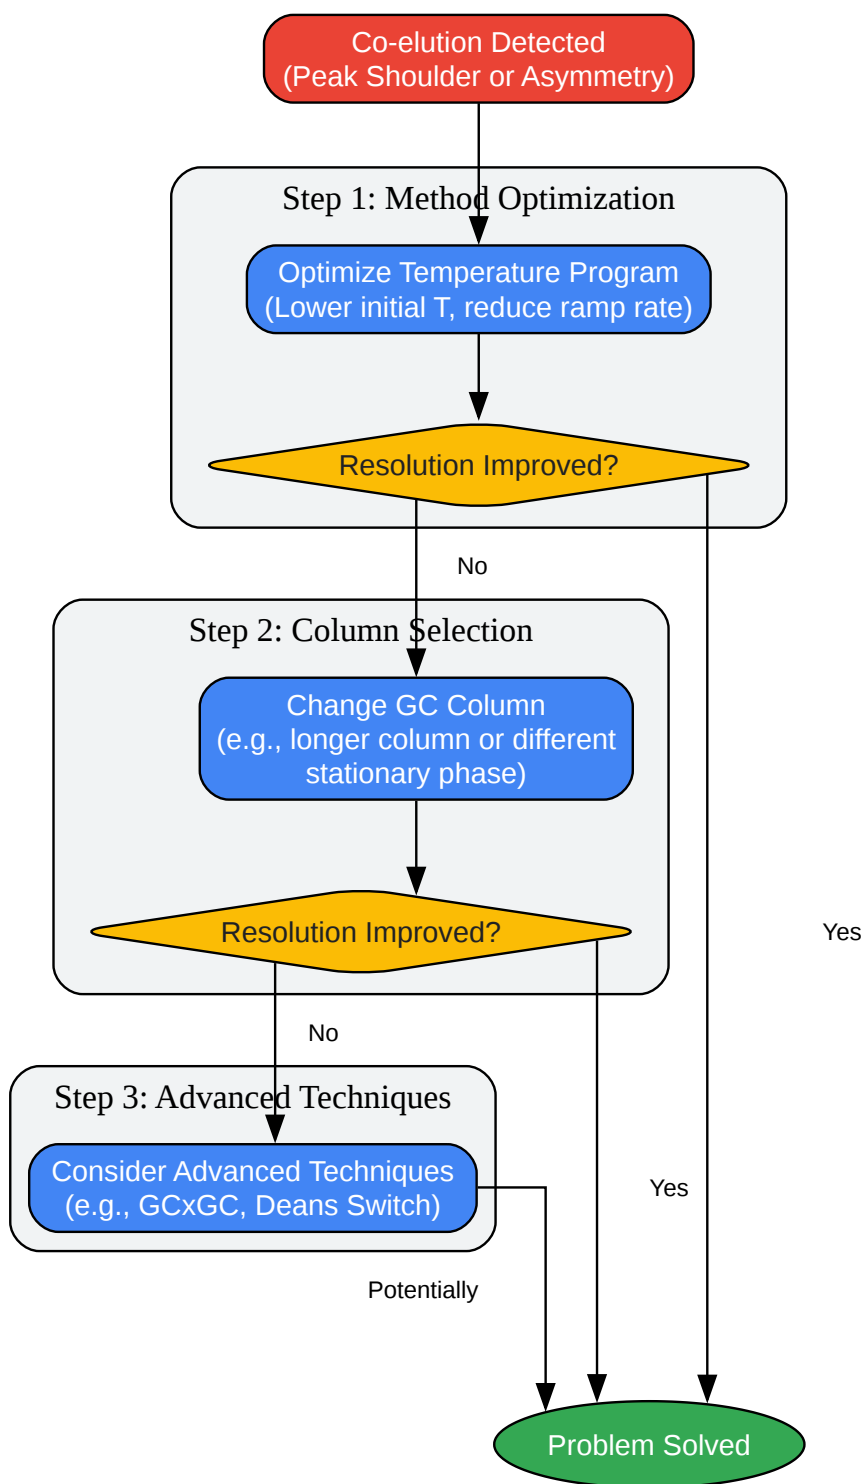 Co-elution Detected
(Peak Shoulder or Asymmetry)
Step 1: Method Optimization
Optimize Temperature Program
(Lower initial T, reduce ramp rate)
Resolution Improved?
No
Step 2: Column Selection
Change GC Column
(e.g., longer column or different
stationary phase)
Resolution Improved?
Yes
No
Step 3: Advanced Techniques
Consider Advanced Techniques
(e.g., GCxGC, Deans Switch)
Yes
Potentially
Problem Solved